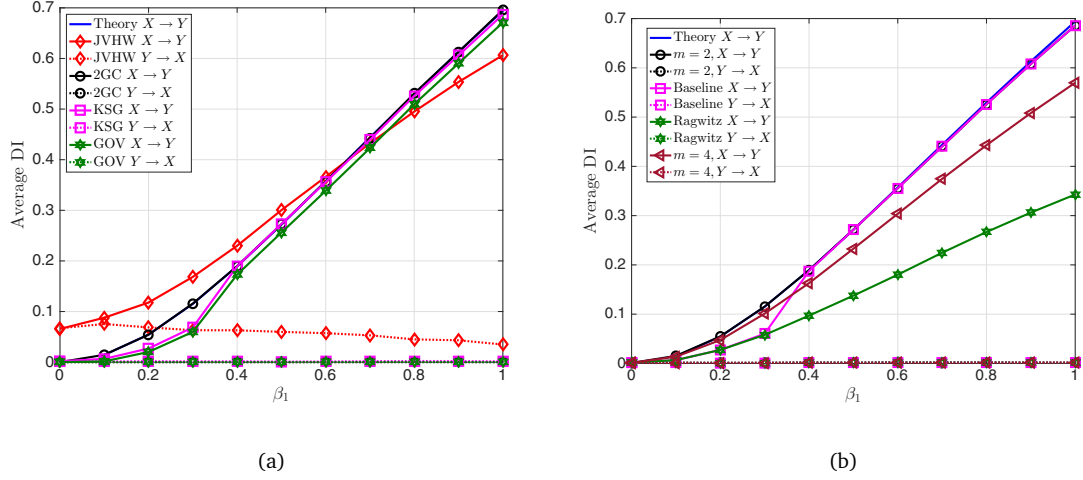 Theory X → Y
JVHW X → Y
JVHW Y → X
2GC X → Y
2GC Y → X
KSG X → Y
KSG Y → X
GOV X → Y
GOV Y → X
Average DI
0.7
0.6
0.5
0.4
0.3
0.2
0.1
0
0 0.2 0.4 0.6 0.8 1
β₁
(a)
Theory X → Y
m = 2, X → Y
m = 2, Y → X
Baseline X → Y
Baseline Y → X
Ragwitz X → Y
Ragwitz Y → X
m = 4, X → Y
m = 4, Y → X
Average DI
0.7
0.6
0.5
0.4
0.3
0.2
0.1
0
0 0.2 0.4 0.6 0.8 1
β₁
(b)